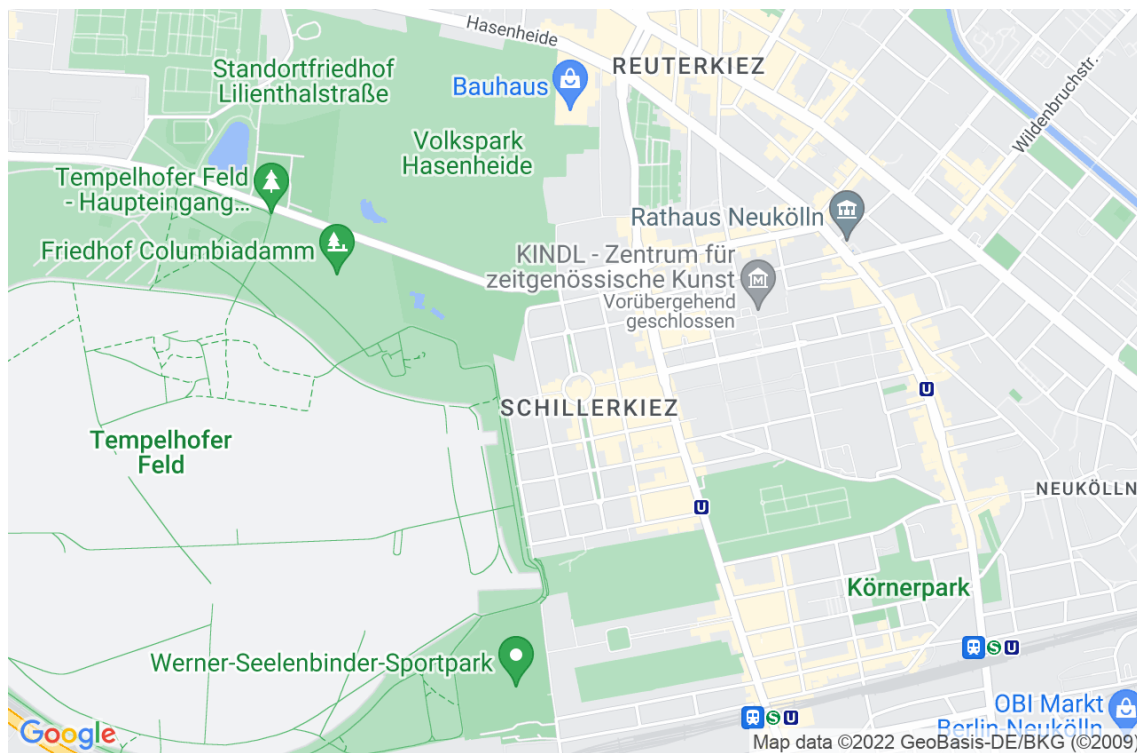 Hasenheide
Standortfriedhof
Lilienthalstraße
Bauhaus
REUTERKIEZ
Wildenbruchstr.
Volkspark
Hasenheide
Tempelhofer Feld
- Haupteingang...
Rathaus Neukölln
Friedhof Columbiadamm
KINDL - Zentrum für
zeitgenössische Kunst
Vorübergehend
geschlossen
M
SCHILLERKIEZ
U
Tempelhofer
Feld
NEUKÖLLN
U
Körnerpark
Werner-Seelenbinder-Sportpark
S U
OBI Markt
Berlin-Neukölln
S U
Google
Map data ©2022 GeoBasis-DE/BKG (©2009)